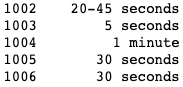 1002 20-45 seconds
1003 5 seconds
1004 1 minute
1005 30 seconds
1006 30 seconds